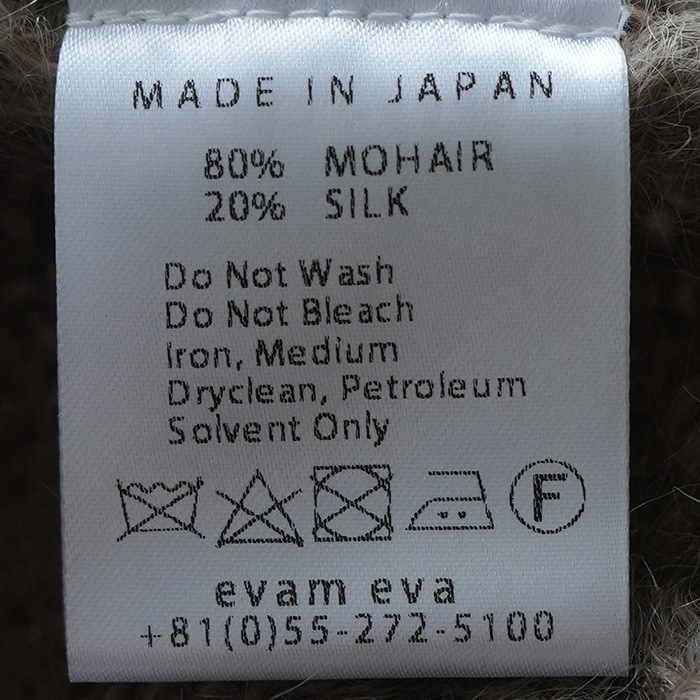 MADE IN JAPAN
80% MOHAIR
20% SILK
Do Not Wash
Do Not Bleach
Iron, Medium
Dryclean, Petroleum
Solvent Only
F
evam eva
+81(0)55-272-5100